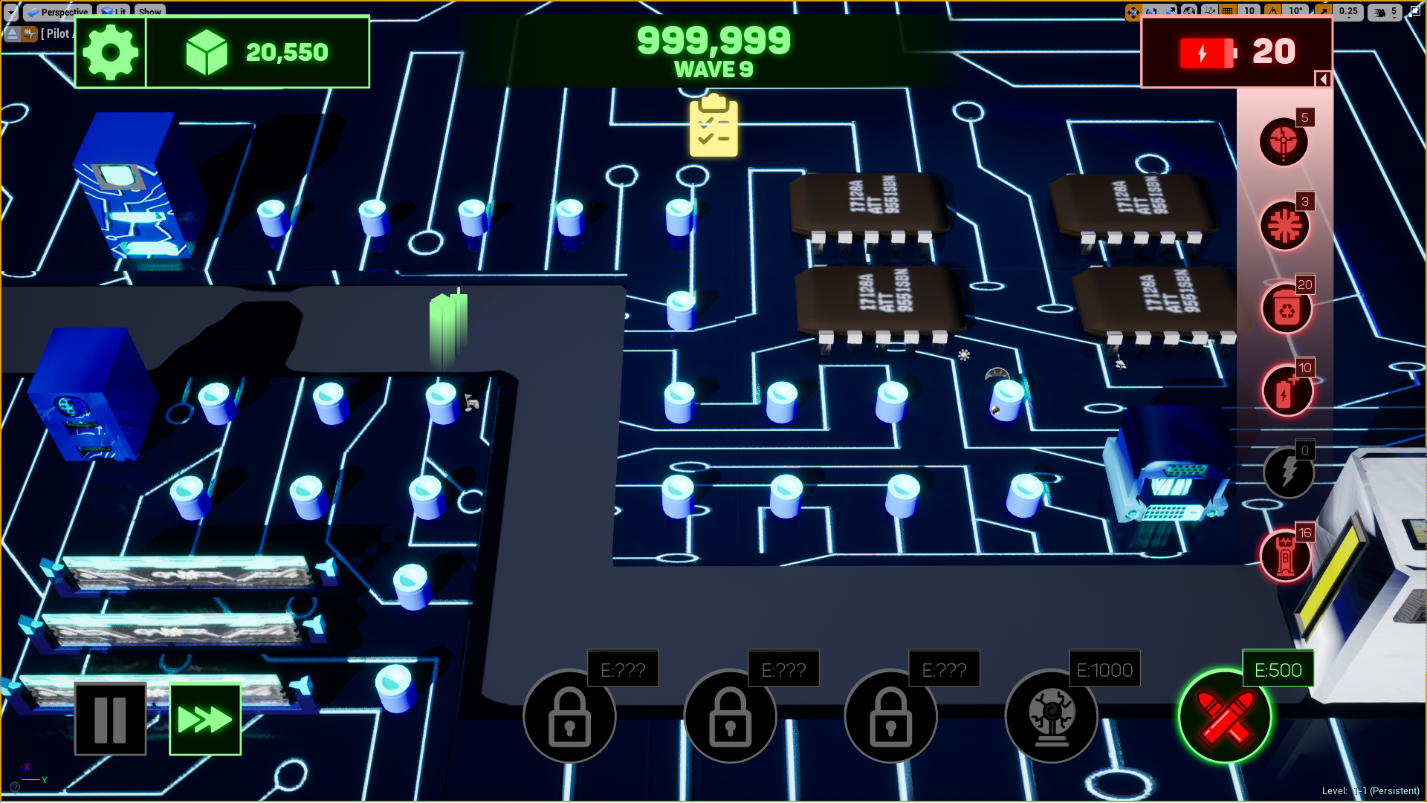 Perspective
Lit
Show
10
10°
0.25
5
[ Pilot
20,550
999,999
WAVE 9
20
5
3
20
10
0
16
17128A
ATT
9551SBN
17128A
ATT
9551SBN
17128A
ATT
9551SBN
17128A
ATT
9551SBN
E:???
E:???
E:???
E:1000
E:500
X
Y
Level: 1-1 (Persistent)